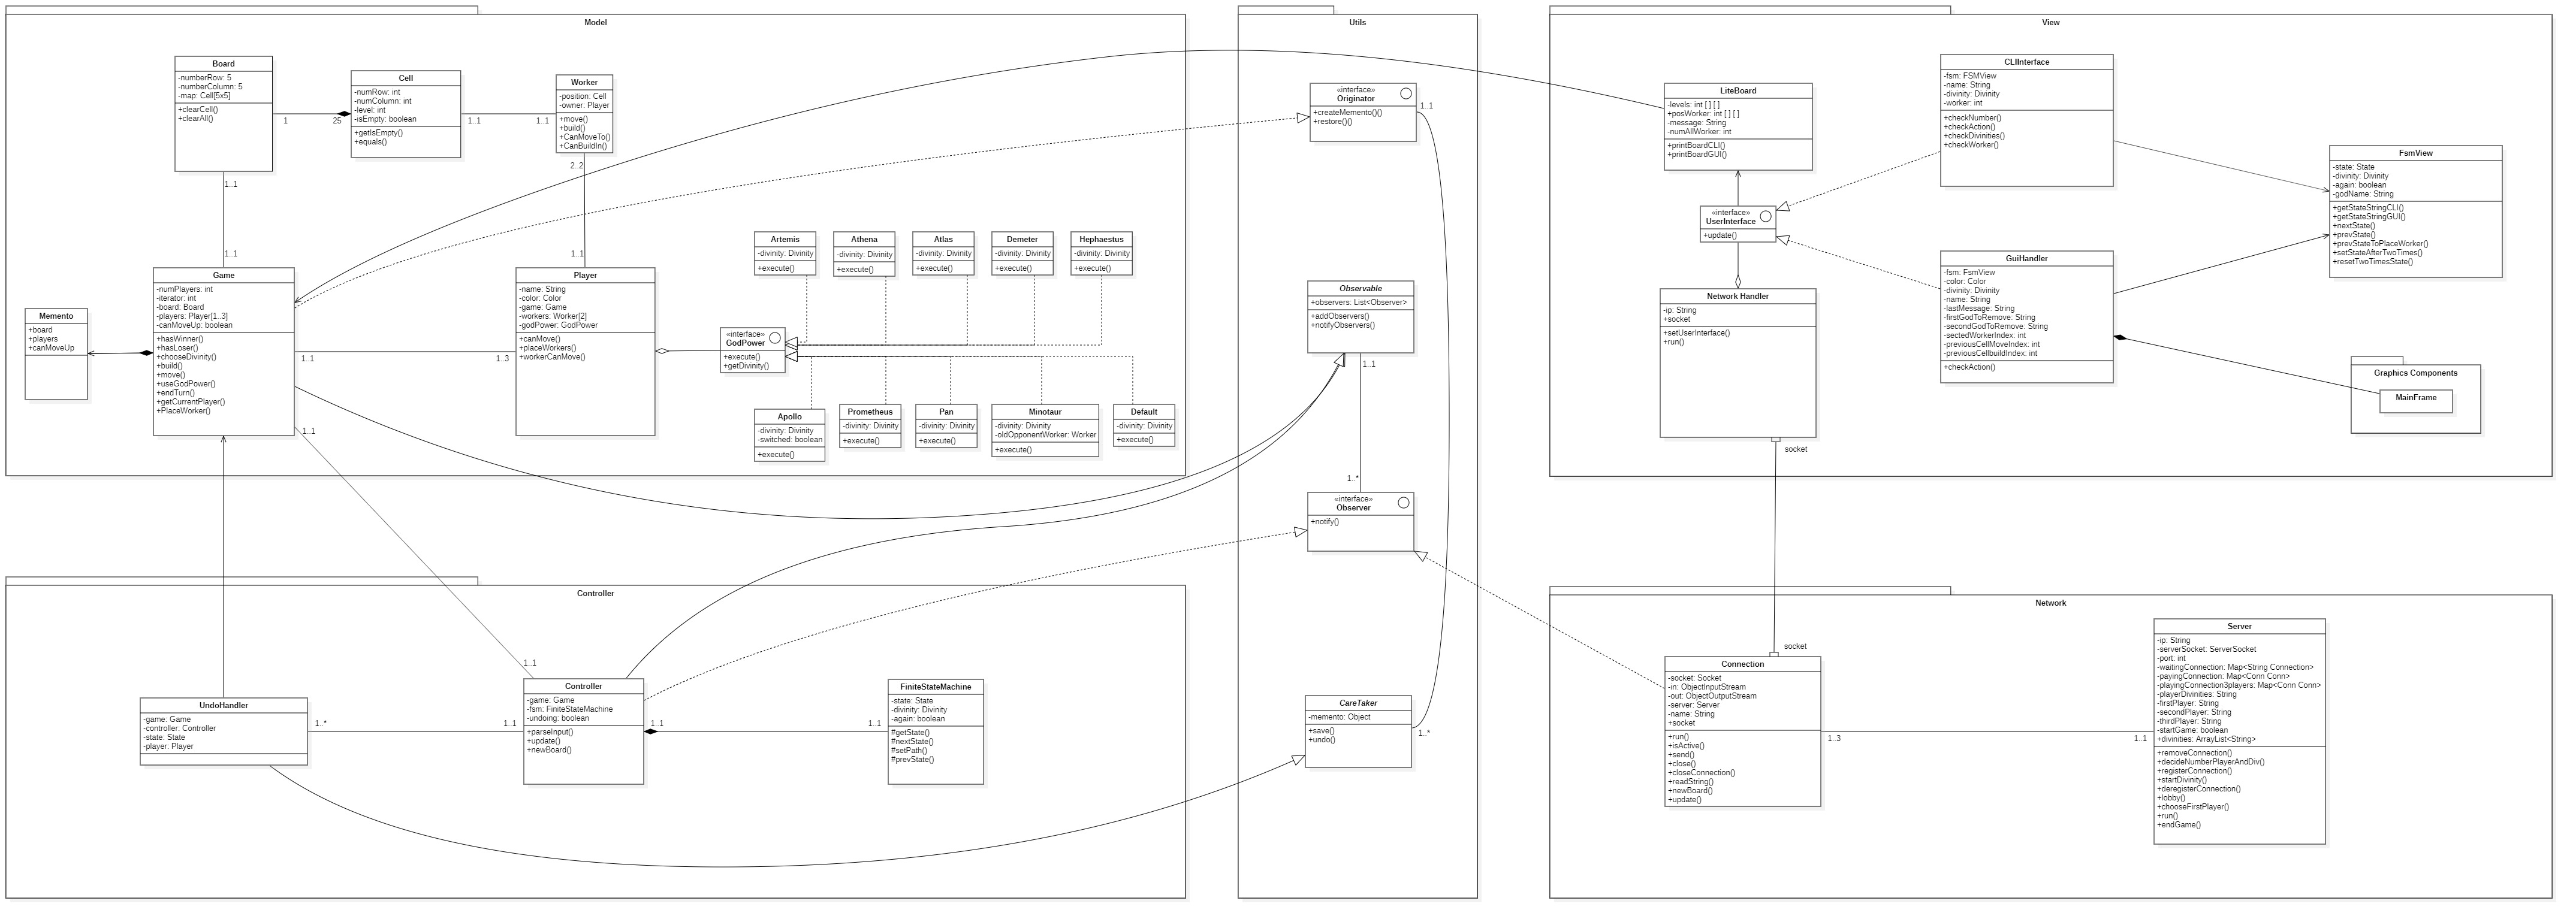 Model
Board
-numberRow: 5
-numberColumn: 5
-map: Cell[5x5]
+clearCell()
+clearAll()
1
25
Cell
-numRow: int
-numColumn: int
-level: int
-isEmpty: boolean
+getIsEmpty()
+equals()
1..1
1..1
Worker
-position: Cell
-owner: Player
+move()
+build()
+CanMoveTo()
+CanBuildIn()
2..2
1..1
1..1
1..1
Game
-numPlayers: int
-iterator: int
-board: Board
-players: Player[1..3]
-canMoveUp: boolean
+hasWinner()
+hasLoser()
+chooseDivinity()
+build()
+move()
+useGodPower()
+endTurn()
+getCurrentPlayer()
+PlaceWorker()
Memento
+board
+players
+canMoveUp
1..1
1..3
1..1
Player
-name: String
-color: Color
-game: Game
-workers: Worker[2]
-godPower: GodPower
+canMove()
+placeWorkers()
+workerCanMove()
«interface»
GodPower
+execute()
+getDivinity()
Artemis
-divinity: Divinity
+execute()
Athena
-divinity: Divinity
+execute()
Atlas
-divinity: Divinity
+execute()
Demeter
-divinity: Divinity
+execute()
Hephaestus
-divinity: Divinity
+execute()
Apollo
-divinity: Divinity
-switched: boolean
+execute()
Prometheus
-divinity: Divinity
+execute()
Pan
-divinity: Divinity
+execute()
Minotaur
-divinity: Divinity
-oldOpponentWorker: Worker
+execute()
Default
-divinity: Divinity
+execute()
Utils
«interface»
Originator
+createMemento()()
+restore()()
1..1
Observable
+observers: List<Observer>
+addObservers()
+notifyObservers()
1..1
1..*
«interface»
Observer
+notify()
CareTaker
-memento: Object
+save()
+undo()
1..*
View
LiteBoard
-levels: int [ ] [ ]
+posWorker: int [ ] [ ]
-message: String
-numAllWorker: int
+printBoardCLI()
+printBoardGUI()
«interface»
UserInterface
+update()
Network Handler
-ip: String
+socket
+setUserInterface()
+run()
socket
CLIInterface
-fsm: FSMView
-name: String
-divinity: Divinity
-worker: int
+checkNumber()
+checkAction()
+checkDivinities()
+checkWorker()
GuiHandler
-fsm: FsmView
-color: Color
-divinity: Divinity
-name: String
-lastMessage: String
-firstGodToRemove: String
-secondGodToRemove: String
-sectedWorkerIndex: int
-previousCellMoveIndex: int
-previousCellbuildIndex: int
+checkAction()
FsmView
-state: State
-divinity: Divinity
-again: boolean
-godName: String
+getStateStringCLI()
+getStateStringGUI()
+nextState()
+prevState()
+prevStateToPlaceWorker()
+setStateAfterTwoTimes()
+resetTwoTimesState()
Graphics Components
MainFrame
Controller
UndoHandler
-game: Game
-controller: Controller
-state: State
-player: Player
1..*
1..1
1..1
Controller
-game: Game
-fsm: FiniteStateMachine
-undoing: boolean
+parseInput()
+update()
+newBoard()
1..1
1..1
FiniteStateMachine
-state: State
-divinity: Divinity
-again: boolean
#getState()
#nextState()
#setPath()
#prevState()
Network
socket
Connection
-socket: Socket
-in: ObjectInputStream
-out: ObjectOutputStream
-server: Server
-name: String
+socket
+run()
+isActive()
+send()
+close()
+closeConnection()
+readString()
+newBoard()
+update()
1..3
1..1
Server
-ip: String
-serverSocket: ServerSocket
-port: int
-waitingConnection: Map<String Connection>
-payingConnection: Map<Conn Conn>
-playingConnection3players: Map<Conn Conn>
-playerDivinities: String
-firstPlayer: String
-secondPlayer: String
-thirdPlayer: String
-startGame: boolean
+divinities: ArrayList<String>
+removeConnection()
+decideNumberPlayerAndDiv()
+registerConnection()
+startDivinity()
+deregisterConnection()
+lobby()
+chooseFirstPlayer()
+run()
+endGame()